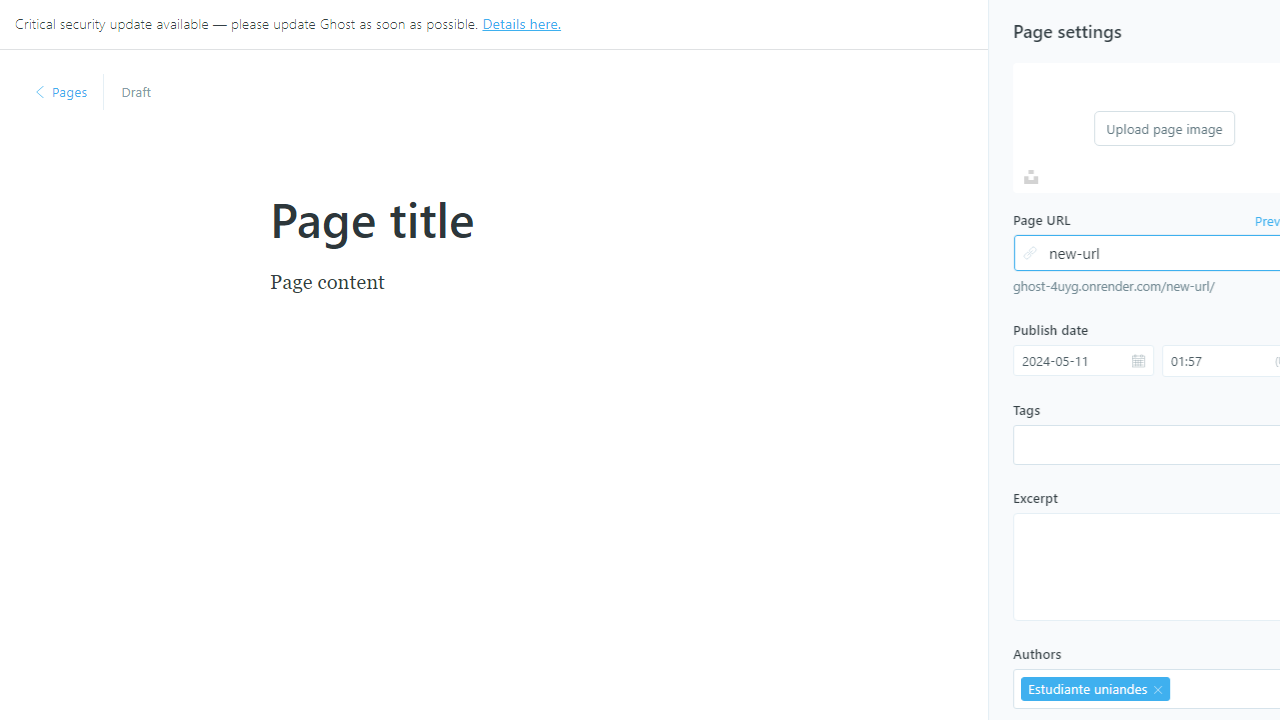 Critical security update available — please update Ghost as soon as possible. Details here.
Pages
Draft
Page title
Page content
Page settings
Upload page image
Page URL
new-url
ghost-4uyg.onrender.com/new-url/
Publish date
2024-05-11
01:57
Tags
Excerpt
Authors
Estudiante uniandes